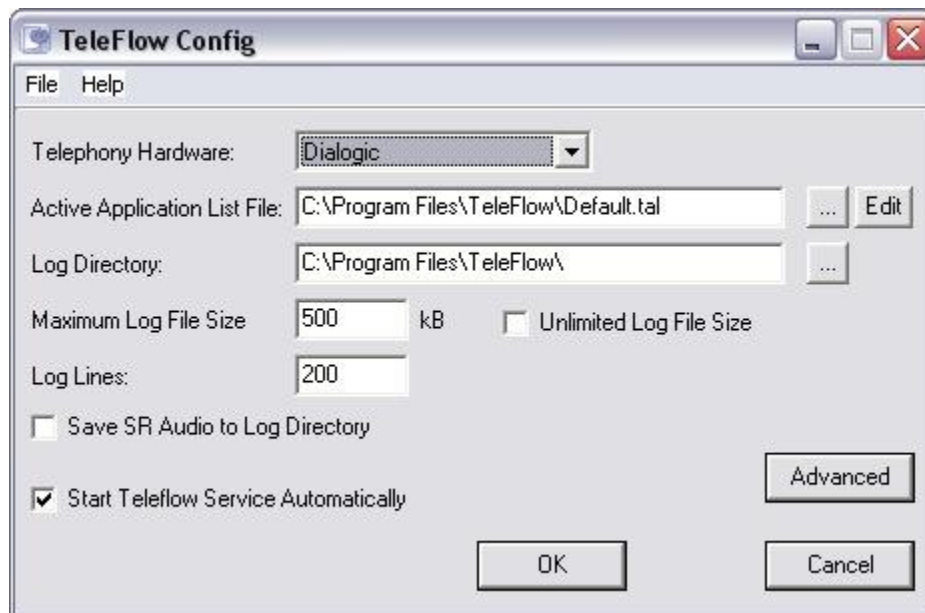 TeleFlow Config
File Help
Telephony Hardware: Dialogic
Active Application List File: C:\Program Files\TeleFlow\Default.tal ... Edit
Log Directory: C:\Program Files\TeleFlow\ ...
Maximum Log File Size 500 kB Unlimited Log File Size
Log Lines: 200
Save SR Audio to Log Directory
Advanced
Start Teleflow Service Automatically
OK Cancel